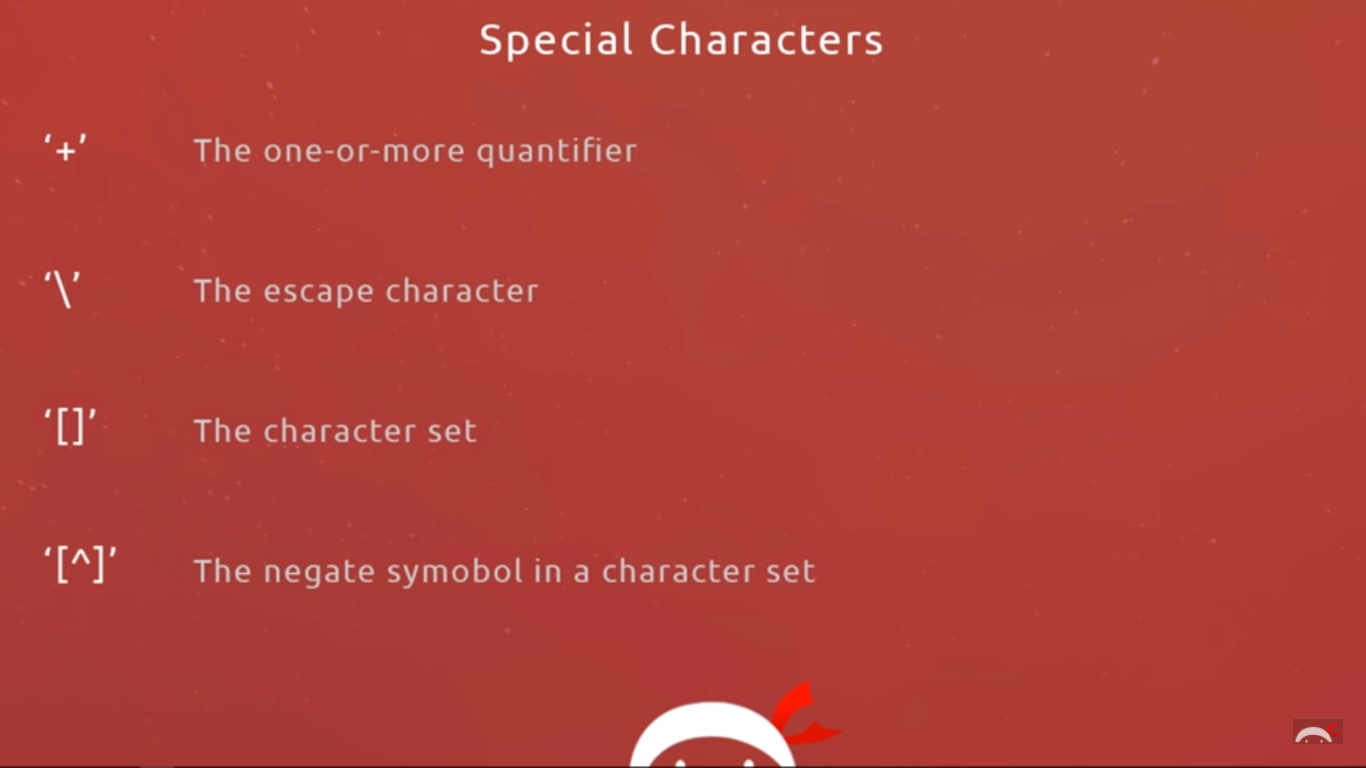 Special Characters
‘+’ The one-or-more quantifier
‘\’ The escape character
‘[]’ The character set
‘[^]’ The negate symobol in a character set